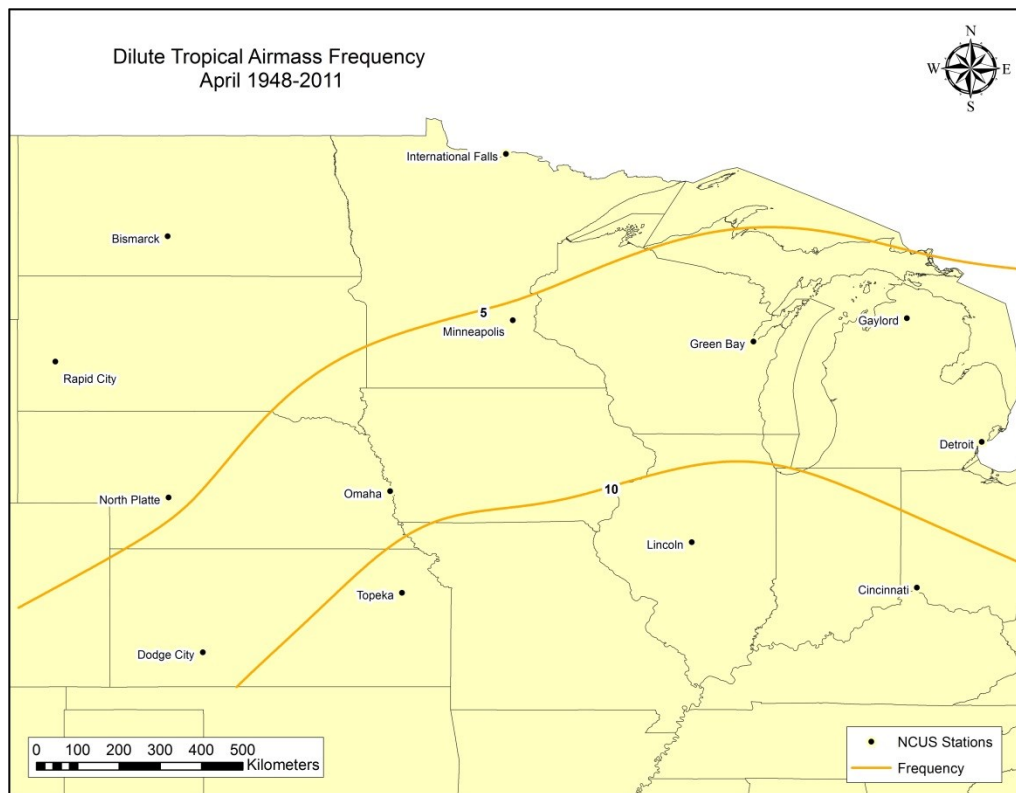 Dilute Tropical Airmass Frequency
April 1948-2011
N
W E
S
International Falls
Bismarck
5
Minneapolis
Gaylord
Green Bay
Rapid City
Detroit
10
North Platte
Omaha
Lincoln
Topeka
Cincinnati
Dodge City
0 100 200 300 400 500
Kilometers
NCUS Stations
Frequency